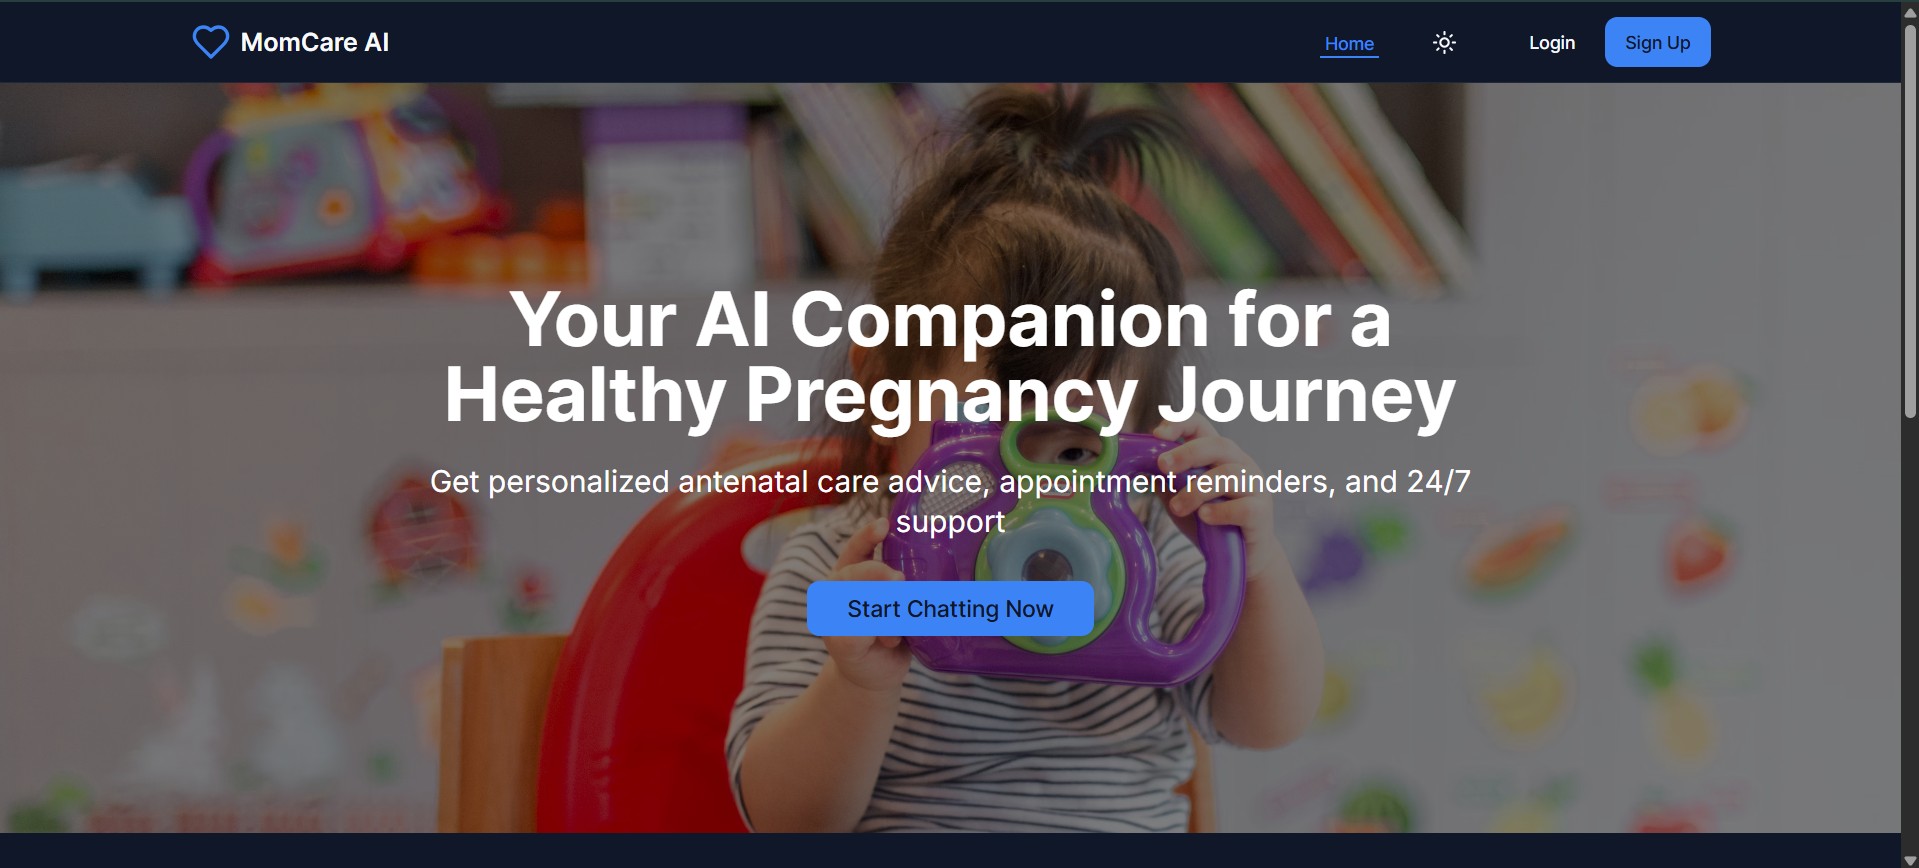 MomCare AI
Home
Login
Sign Up
Your AI Companion for a
Healthy Pregnancy Journey
Get personalized antenatal care advice, appointment reminders, and 24/7
support
Start Chatting Now